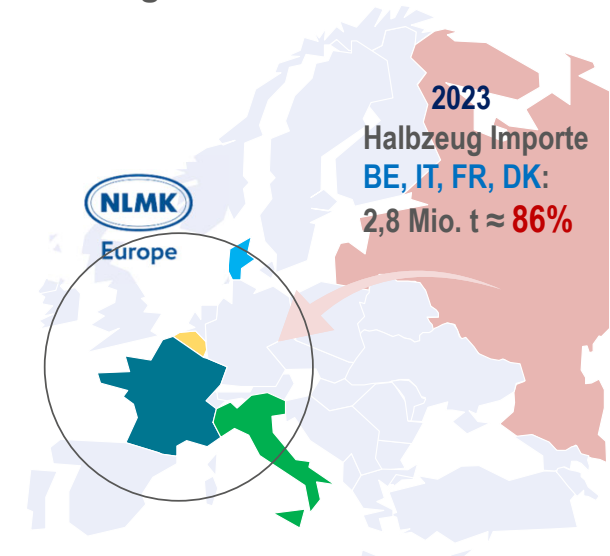 2023
Halbzeug Importe
BE, IT, FR, DK:
2,8 Mio. t ≈ 86%
NLMK
Europe